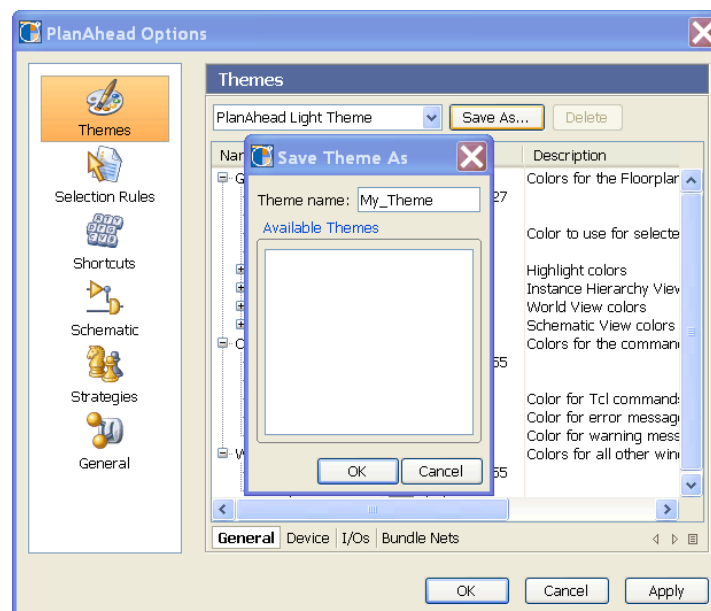 PlanAhead Options
Themes
Selection Rules
Shortcuts
Schematic
Strategies
General
Themes
PlanAhead Light Theme
Save As...
Delete
Description
Colors for the Floorplan
27
Color to use for selecte
Highlight colors
Instance Hierarchy View
World View colors
Schematic View colors
Colors for the comman
55
Color for Tcl command
Color for error messag
Color for warning mess
Colors for all other win
55
Save Theme As
Theme name: My_Theme
Available Themes
OK Cancel
General Device I/Os Bundle Nets
OK Cancel Apply